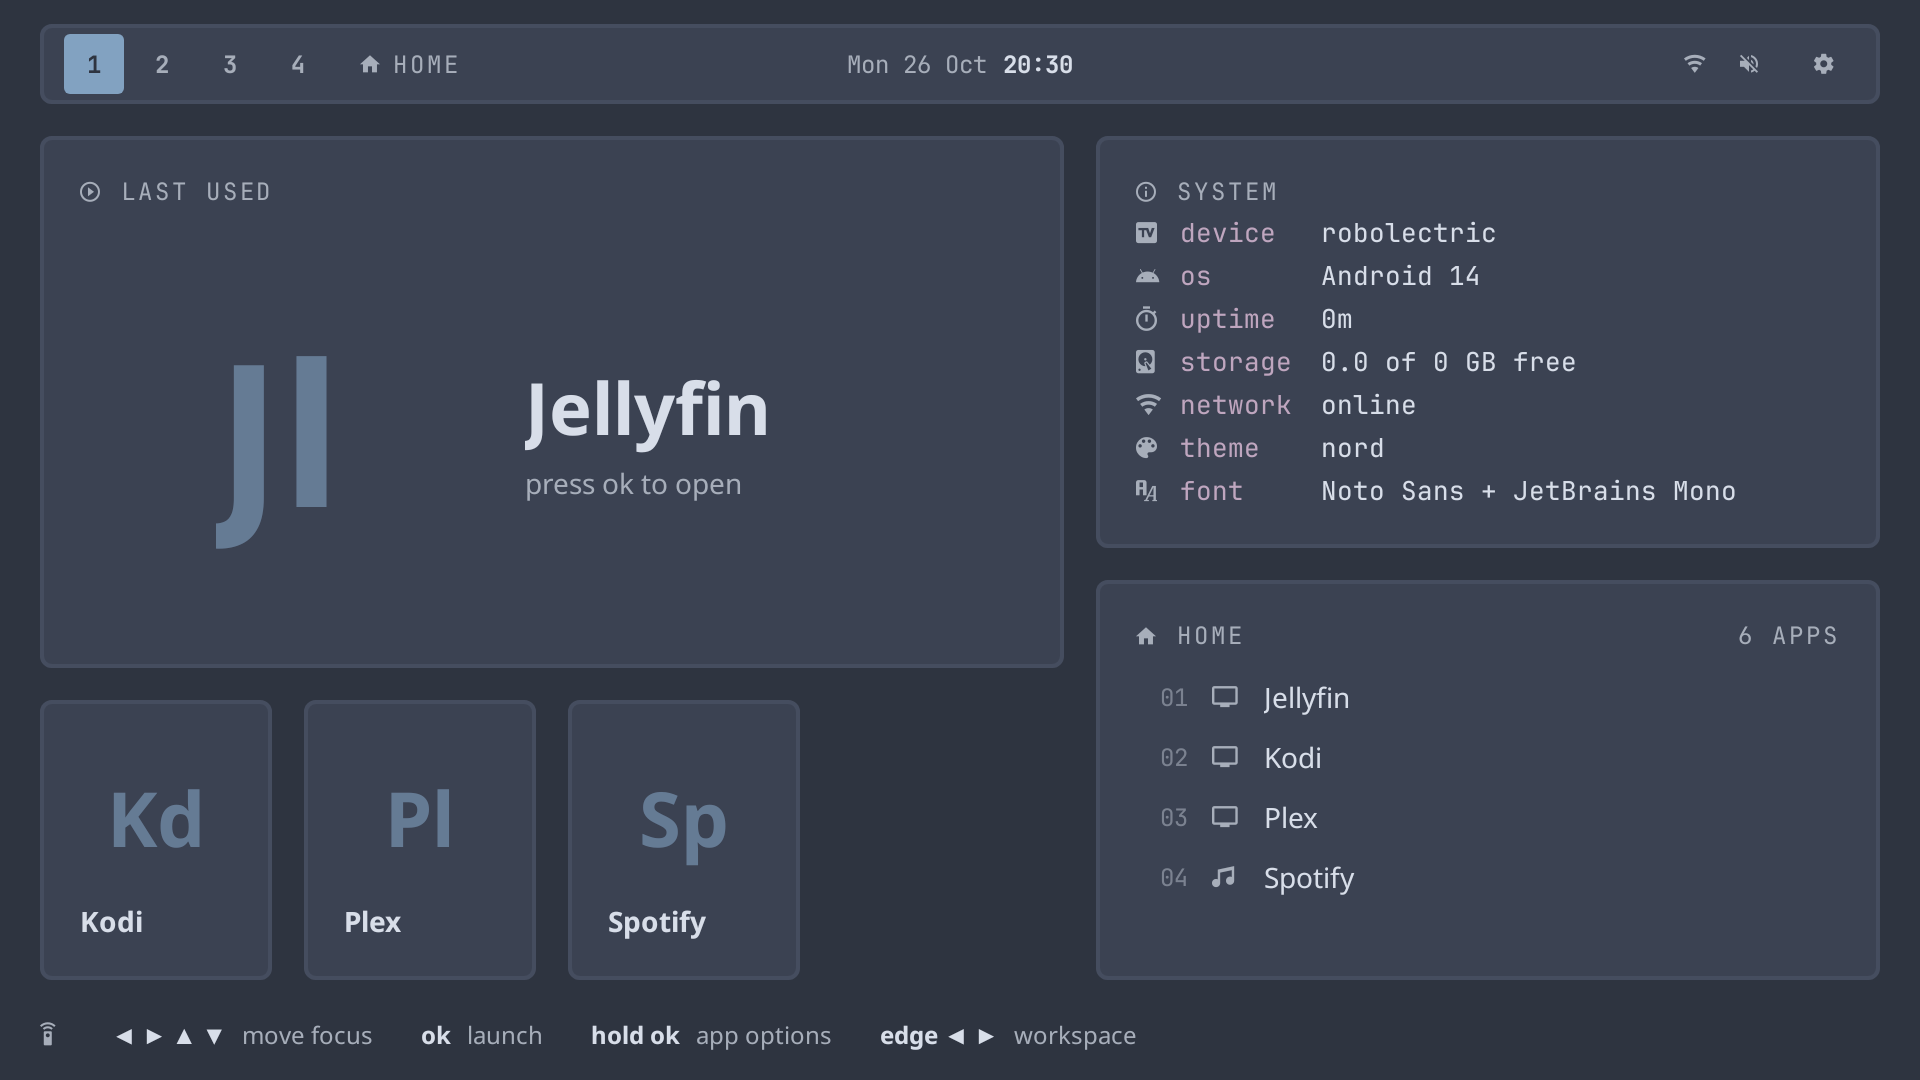 1 2 3 4 HOME Mon 26 Oct 20:30
LAST USED
Jl
Jellyfin
press ok to open
Kd
Kodi
Pl
Plex
Sp
Spotify
SYSTEM
device robolectric
os Android 14
uptime 0m
storage 0.0 of 0 GB free
network online
theme nord
font Noto Sans + JetBrains Mono
HOME 6 APPS
01 Jellyfin
02 Kodi
03 Plex
04 Spotify
◀ ▶ ▲ ▼ move focus ok launch hold ok app options edge ◀ ▶ workspace